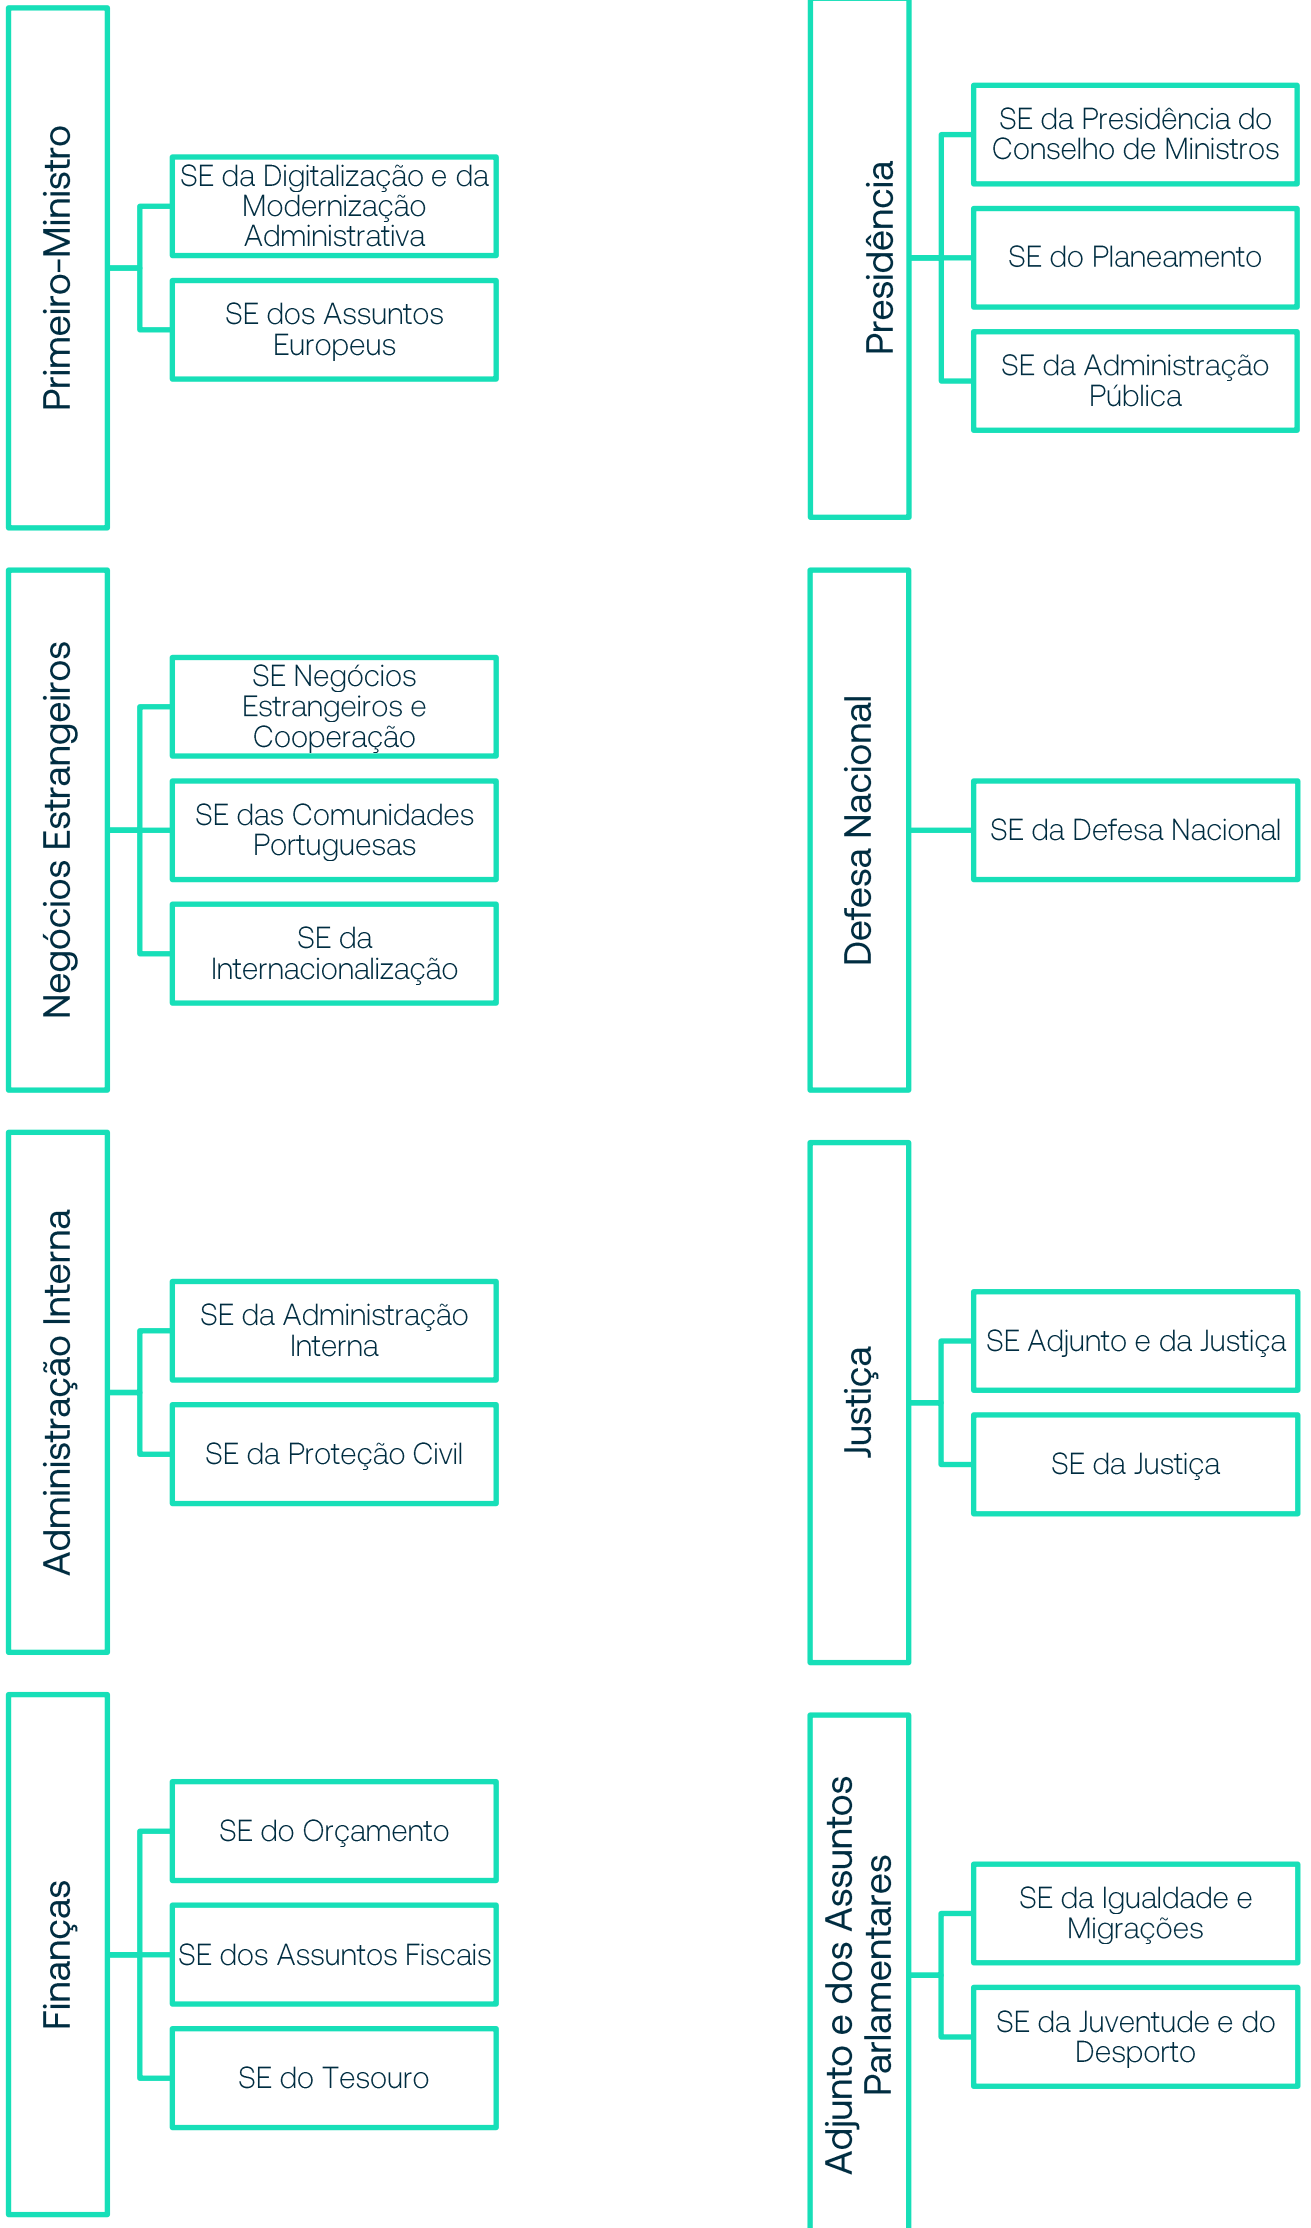 Primeiro-Ministro
SE da Digitalização e da
Modernização
Administrativa
SE dos Assuntos
Europeus
Presidência
SE da Presidência do
Conselho de Ministros
SE do Planeamento
SE da Administração
Pública
Negócios Estrangeiros
SE Negócios
Estrangeiros e
Cooperação
SE das Comunidades
Portuguesas
SE da
Internacionalização
Defesa Nacional
SE da Defesa Nacional
Administração Interna
SE da Administração
Interna
SE da Proteção Civil
Justiça
SE Adjunto e da Justiça
SE da Justiça
Finanças
SE do Orçamento
SE dos Assuntos Fiscais
SE do Tesouro
Adjunto e dos Assuntos
Parlamentares
SE da Igualdade e
Migrações
SE da Juventude e do
Desporto